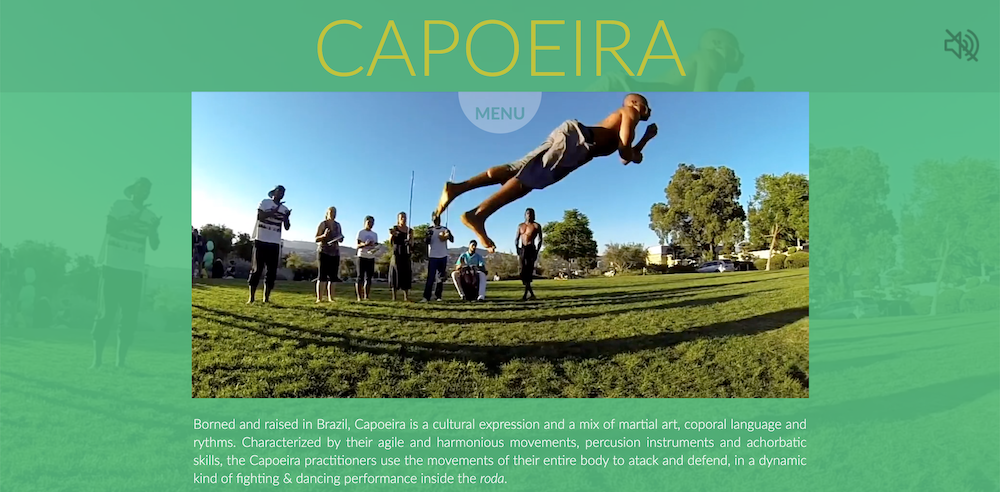 CAPOEIRA
MENU
Borned and raised in Brazil, Capoeira is a cultural expression and a mix of martial art, coporal language and
rythms. Characterized by their agile and harmonious movements, percusion instruments and achorbatic
skills, the Capoeira practitioners use the movements of their entire body to atack and defend, in a dynamic
kind of fighting & dancing performance inside the roda.